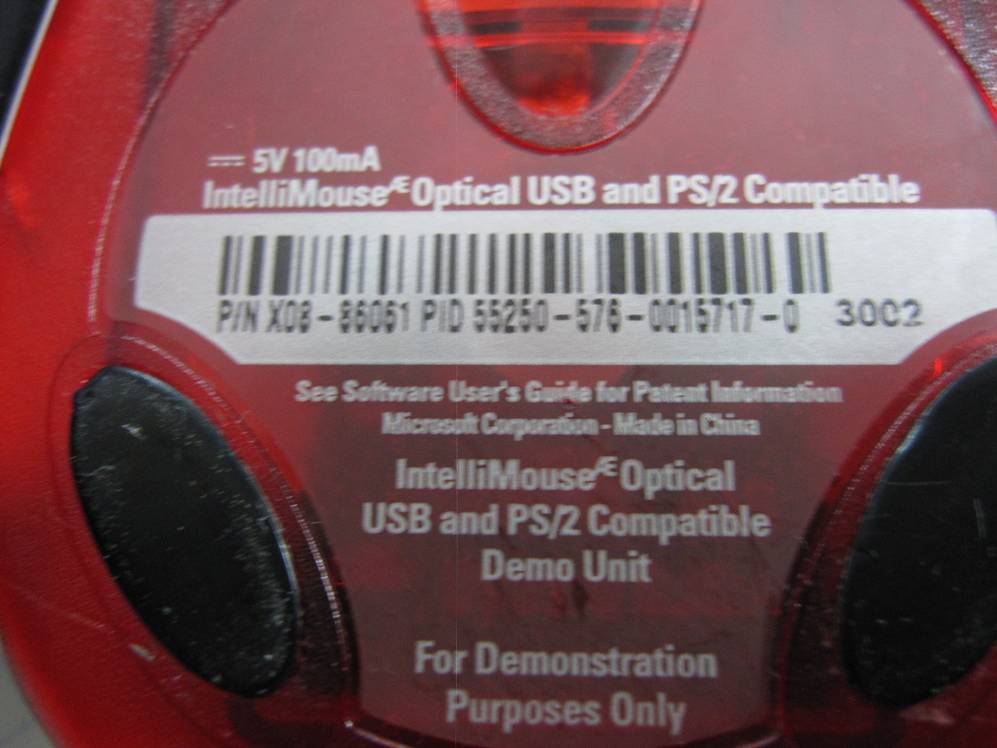 ⎓ 5V 100mA
IntelliMouseÆ Optical USB and PS/2 Compatible
P/N X08-86061 PID 55250-576-0015717-0 3002
See Software User's Guide for Patent Information
Microsoft Corporation - Made in China
IntelliMouseÆ Optical
USB and PS/2 Compatible
Demo Unit
For Demonstration
Purposes Only